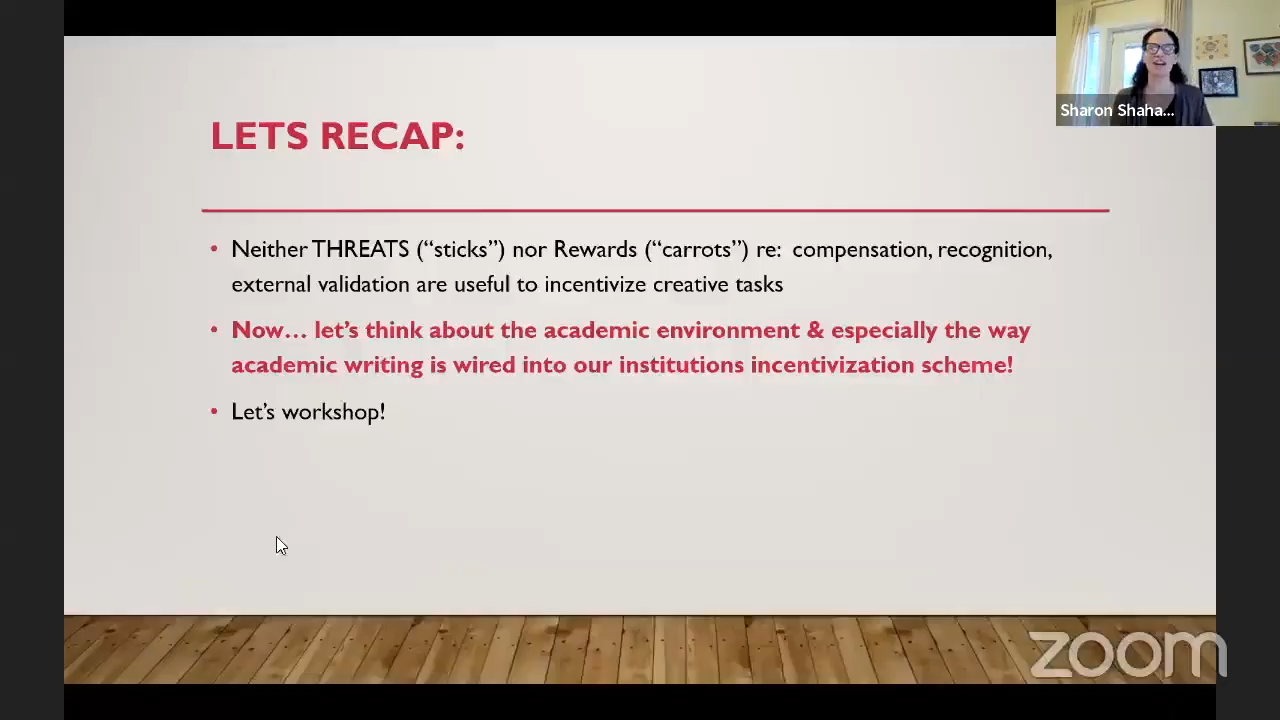 Sharon Shaha...
LETS RECAP:
• Neither THREATS (“sticks”) nor Rewards (“carrots”) re:  compensation, recognition,
external validation are useful to incentivize creative tasks
• Now... let’s think about the academic environment & especially the way
academic writing is wired into our institutions incentivization scheme!
• Let’s workshop!
zoom